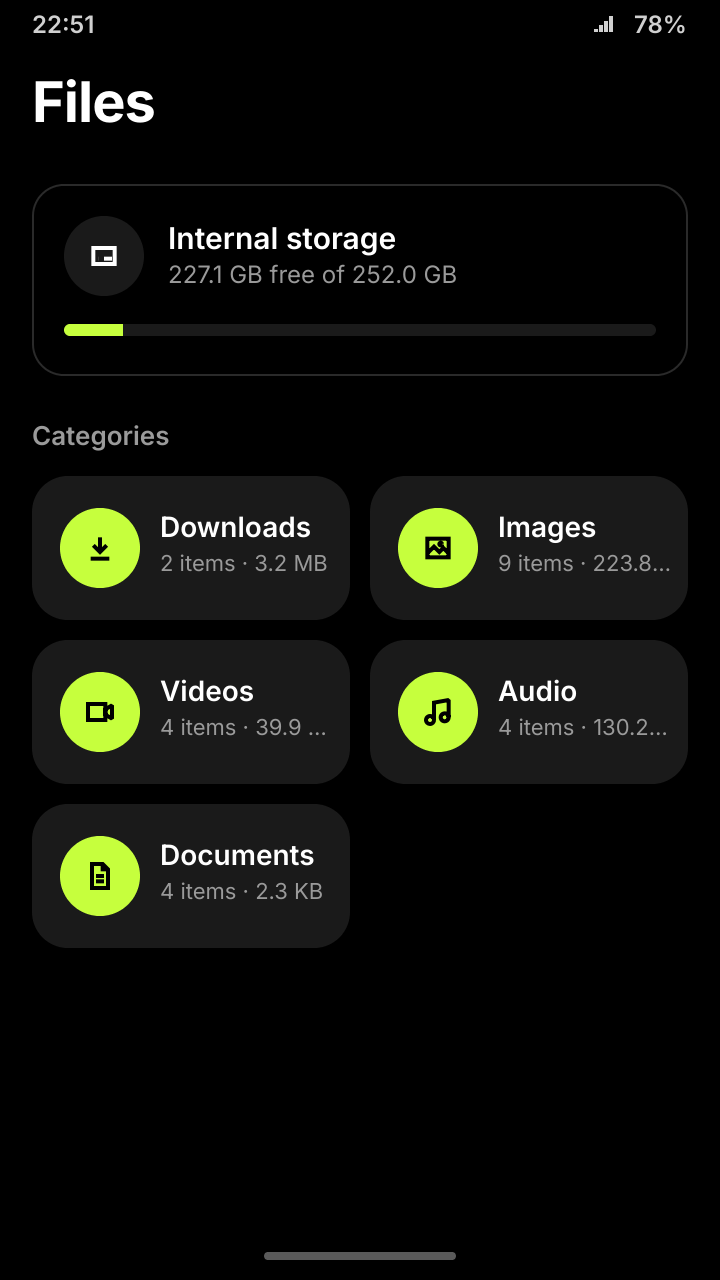 22:51
78%
Files
Internal storage
227.1 GB free of 252.0 GB
Categories
Downloads
2 items · 3.2 MB
Images
9 items · 223.8...
Videos
4 items · 39.9 ...
Audio
4 items · 130.2...
Documents
4 items · 2.3 KB